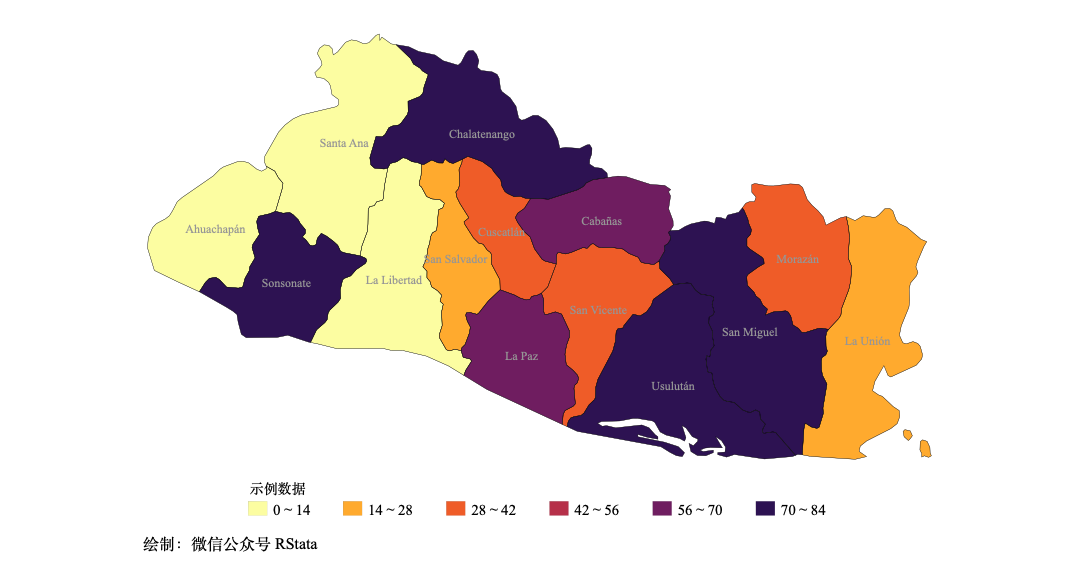 Chalatenango
Santa Ana
Cabañas
Ahuachapán
Cuscatlán
San Salvador
Morazán
La Libertad
Sonsonate
San Vicente
San Miguel
La Unión
La Paz
Usulután
示例数据
0 ~ 14
14 ~ 28
28 ~ 42
42 ~ 56
56 ~ 70
70 ~ 84
绘制：微信公众号 RStata